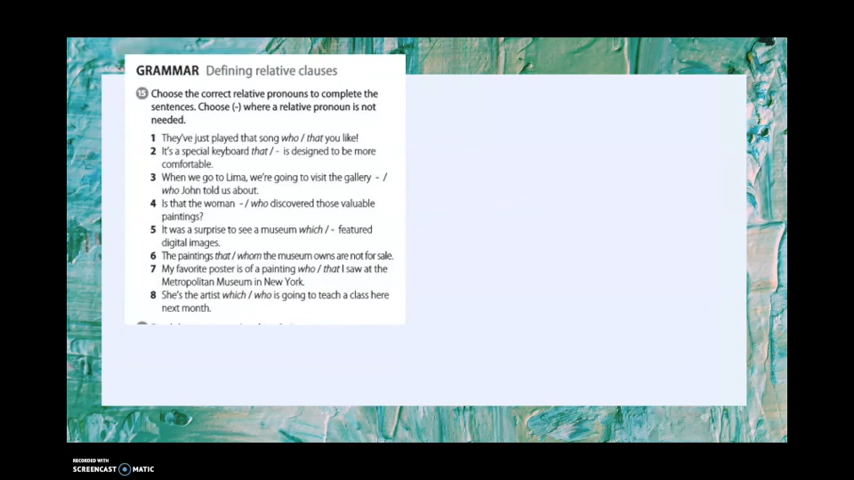 GRAMMAR Defining relative clauses
15 Choose the correct relative pronouns to complete the
sentences. Choose (-) where a relative pronoun is not
needed.
1 They've just played that song who / that you like!
2 It's a special keyboard that / - is designed to be more
comfortable.
3 When we go to Lima, we're going to visit the gallery - /
who John told us about.
4 Is that the woman - / who discovered those valuable
paintings?
5 It was a surprise to see a museum which / - featured
digital images.
6 The paintings that / whom the museum owns are not for sale.
7 My favorite poster is of a painting who / that I saw at the
Metropolitan Museum in New York.
8 She's the artist which / who is going to teach a class here
next month.
RECORDED WITH
SCREENCAST MATIC